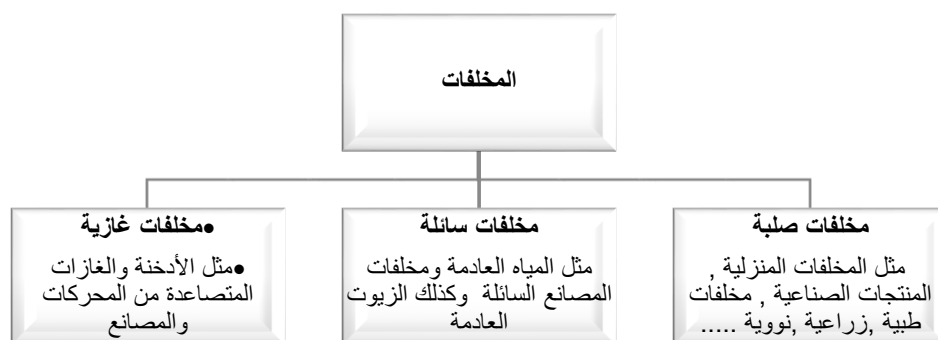 المخلفات
مخلفات صلبة
مثل المخلفات المنزلية ,
المنتجات الصناعية , مخلفات
طبية ,زراعية ,نووية .....
مخلفات سائلة
مثل المياه العادمة ومخلفات
المصانع السائلة وكذلك الزيوت
العادمة
•مخلفات غازية
•مثل الأدخنة والغازات
المتصاعدة من المحركات
والمصانع